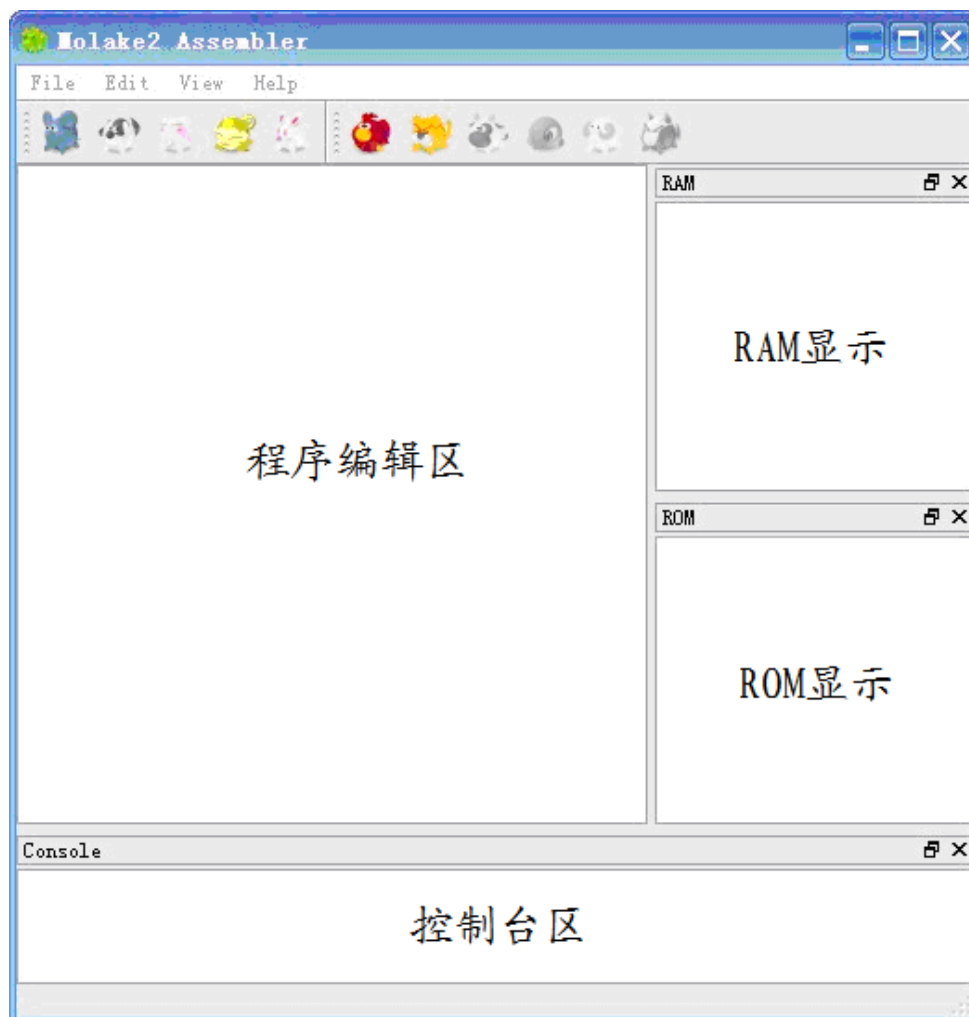 Molake2 Assembler
File Edit View Help
RAM
RAM显示
程序编辑区
ROM
ROM显示
Console
控制台区